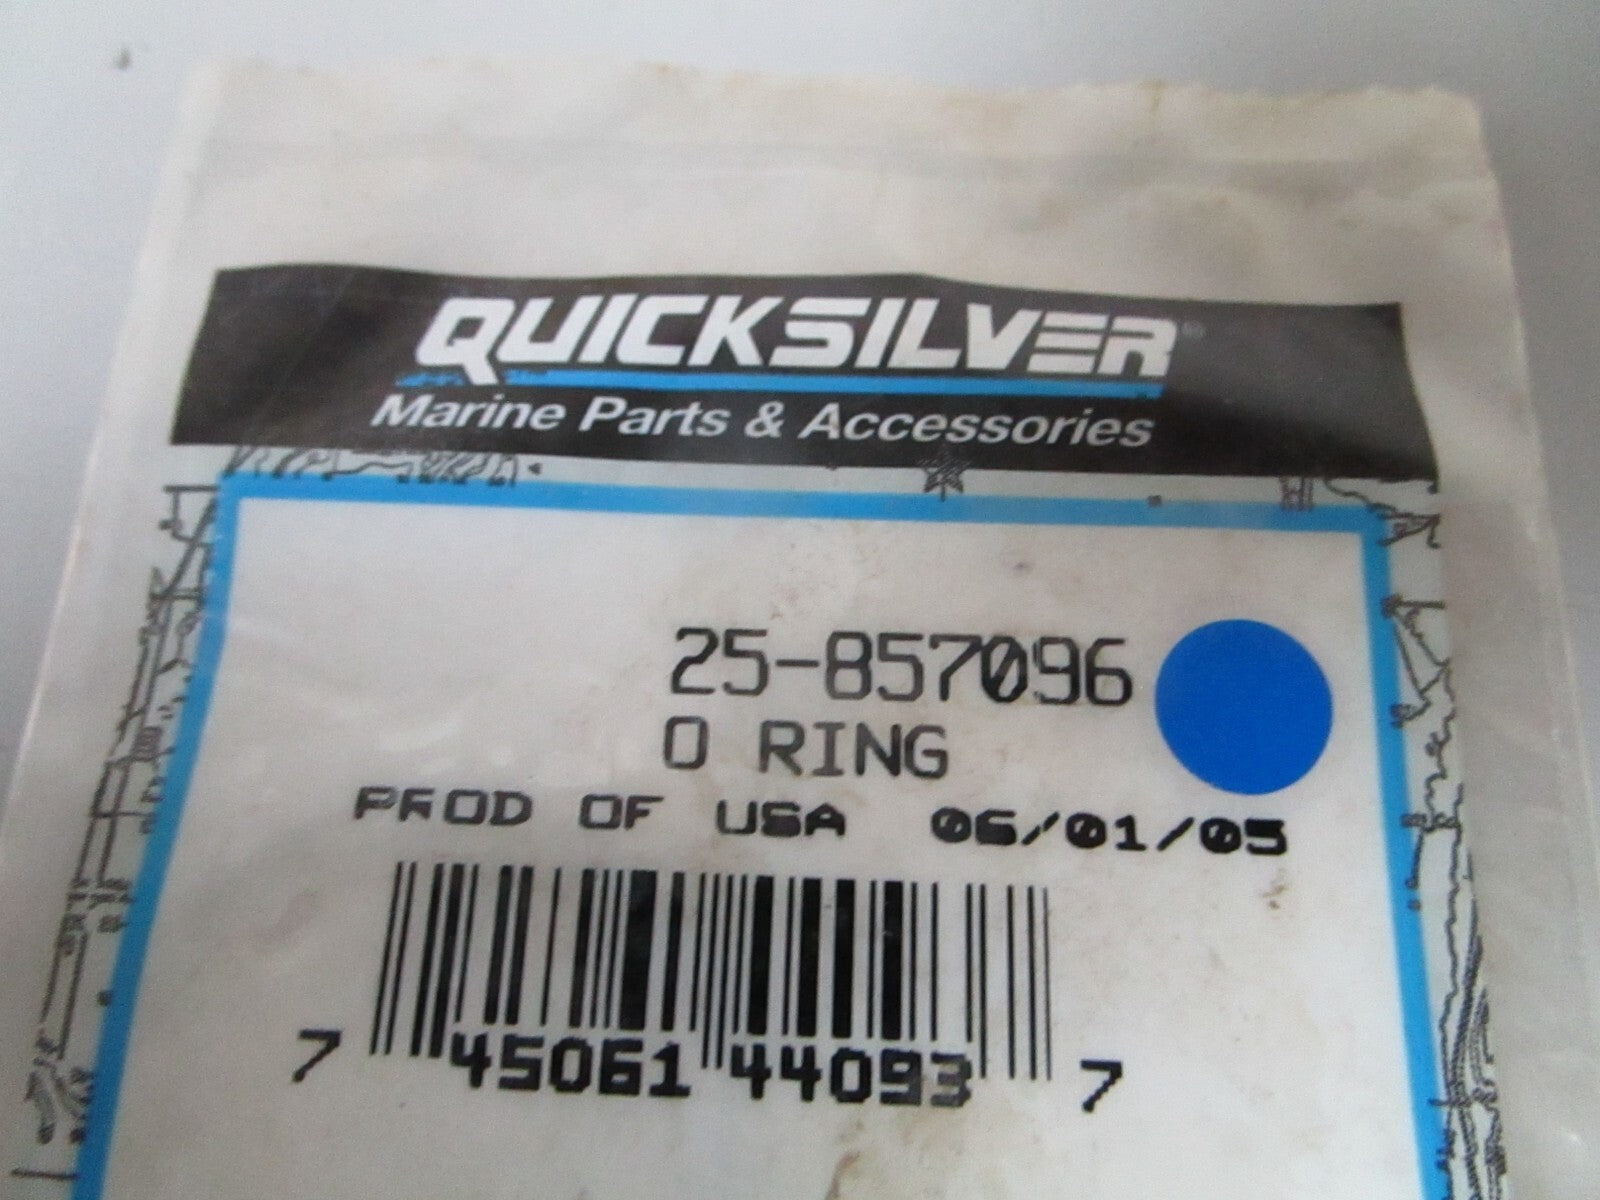 QUICKSILVER®
Marine Parts & Accessories
25-857096
O RING
PROD OF USA 06/01/05
7 45061 44093 7